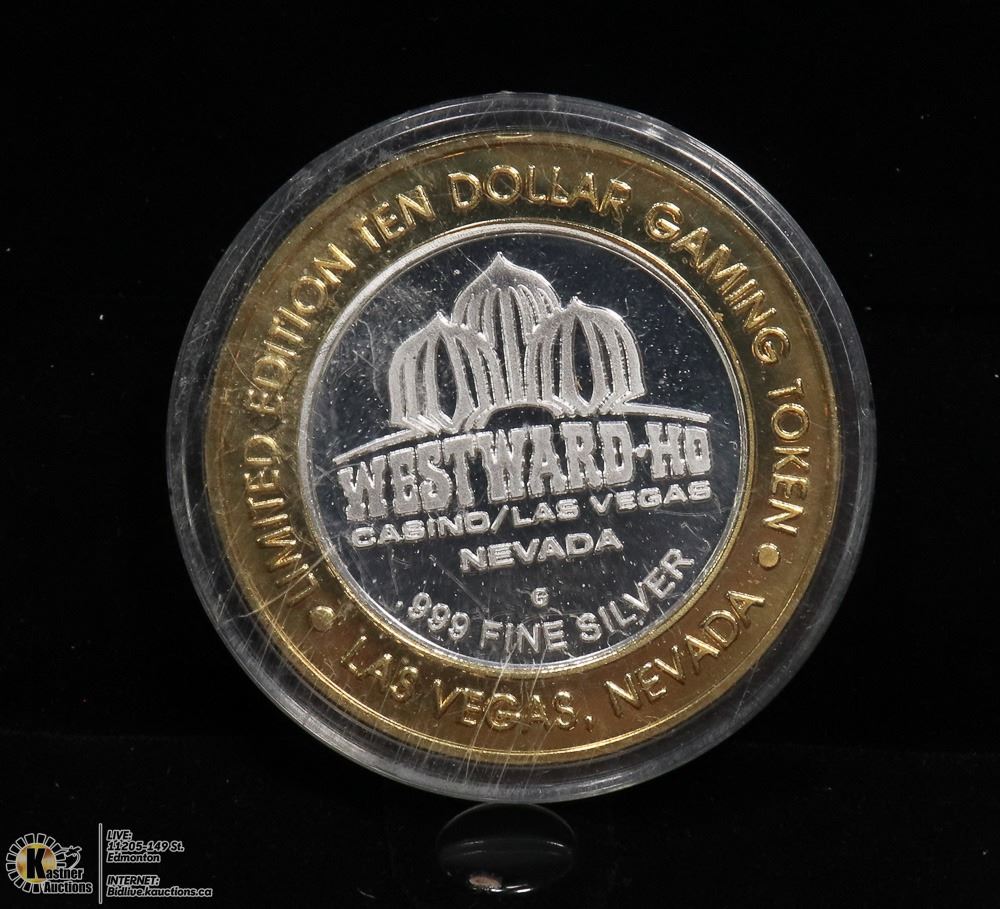 LIMITED EDITION TEN DOLLAR GAMING TOKEN
WESTWARD-HO
CASINO/LAS VEGAS
NEVADA
G
.999 FINE SILVER
LAS VEGAS, NEVADA
K
Kastner
Auctions
LIVE:
11205-149 St.
Edmonton
INTERNET:
Bidlive.kauctions.ca